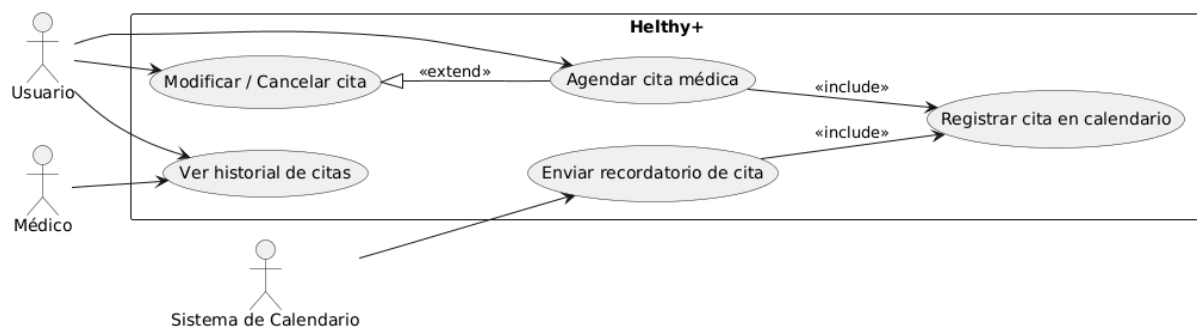 Helthy+
Usuario
Modificar / Cancelar cita
«extend»
Agendar cita médica
«include»
Registrar cita en calendario
«include»
Ver historial de citas
Enviar recordatorio de cita
Médico
Sistema de Calendario